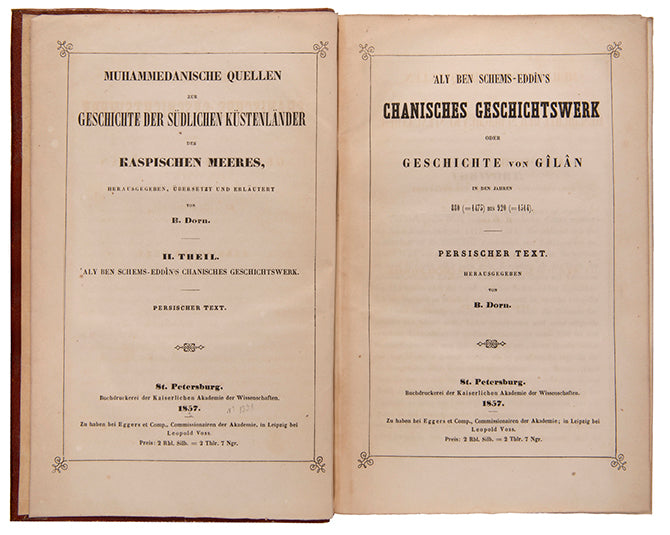 MUHAMMEDANISCHE QUELLEN
ZUR
GESCHICHTE DER SÜDLICHEN KÜSTENLÄNDER
DES
KASPISCHEN MEERES,
HERAUSGEGEBEN, ÜBERSETZT UND ERLÄUTERT
VON
B. Dorn.
II. THEIL.
'ALY BEN SCHEMS-EDDÎN'S CHANISCHES GESCHICHTSWERK.
PERSISCHER TEXT.
St. Petersburg.
Buchdruckerei der Kaiserlichen Akademie der Wissenschaften.
1857.
Zu haben bei Eggers et Comp., Commissionairen der Akademie, in Leipzig bei
Leopold Voss.
Preis: 2 Rbl. Silb. = 2 Thlr. 7 Ngr.
'ALY BEN SCHEMS-EDDÎN'S
CHANISCHES GESCHICHTSWERK
ODER
GESCHICHTE VON GÎLÂN
IN DEN JAHREN
880 (=1475) BIS 920 (=1514).
PERSISCHER TEXT.
HERAUSGEGEBEN
VON
B. Dorn.
St. Petersburg.
Buchdruckerei der Kaiserlichen Akademie der Wissenschaften.
1857.
Zu haben bei Eggers et Comp., Commissionairen der Akademie; in Leipzig bei
Leopold Voss.
Preis: 2 Rbl. Silb. = 2 Thlr. 7 Ngr.